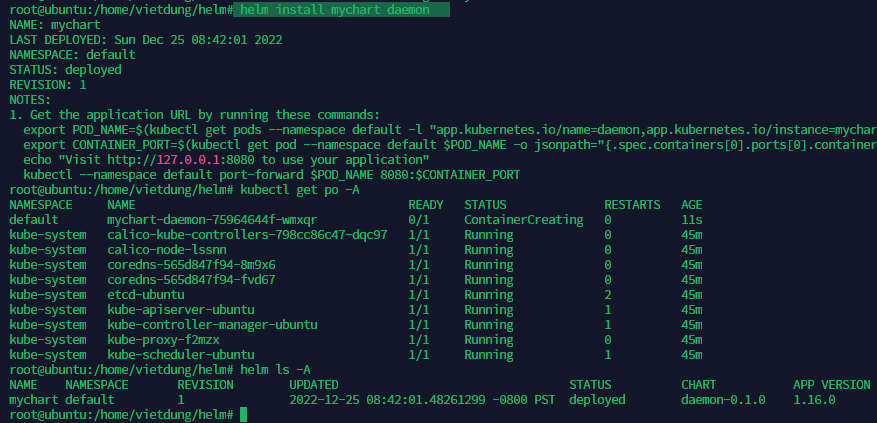 root@ubuntu:/home/vietdung/helm# helm install mychart daemon
NAME: mychart
LAST DEPLOYED: Sun Dec 25 08:42:01 2022
NAMESPACE: default
STATUS: deployed
REVISION: 1
NOTES:
1. Get the application URL by running these commands:
  export POD_NAME=$(kubectl get pods --namespace default -l "app.kubernetes.io/name=daemon,app.kubernetes.io/instance=mychar
  export CONTAINER_PORT=$(kubectl get pod --namespace default $POD_NAME -o jsonpath="{.spec.containers[0].ports[0].container
  echo "Visit http://127.0.0.1:8080 to use your application"
  kubectl --namespace default port-forward $POD_NAME 8080:$CONTAINER_PORT
root@ubuntu:/home/vietdung/helm# kubectl get po -A
NAMESPACE     NAME                                       READY   STATUS              RESTARTS   AGE
default       mychart-daemon-75964644f-wmxqr             0/1     ContainerCreating   0          11s
kube-system   calico-kube-controllers-798cc86c47-dqc97   1/1     Running             0          45m
kube-system   calico-node-lssnn                          1/1     Running             0          45m
kube-system   coredns-565d847f94-8m9x6                   1/1     Running             0          45m
kube-system   coredns-565d847f94-fvd67                   1/1     Running             0          45m
kube-system   etcd-ubuntu                                1/1     Running             2          45m
kube-system   kube-apiserver-ubuntu                      1/1     Running             1          45m
kube-system   kube-controller-manager-ubuntu             1/1     Running             1          45m
kube-system   kube-proxy-f2mzx                           1/1     Running             0          45m
kube-system   kube-scheduler-ubuntu                      1/1     Running             1          45m
root@ubuntu:/home/vietdung/helm# helm ls -A
NAME    NAMESPACE       REVISION        UPDATED                                 STATUS          CHART           APP VERSION
mychart default         1               2022-12-25 08:42:01.48261299 -0800 PST  deployed        daemon-0.1.0    1.16.0
root@ubuntu:/home/vietdung/helm#